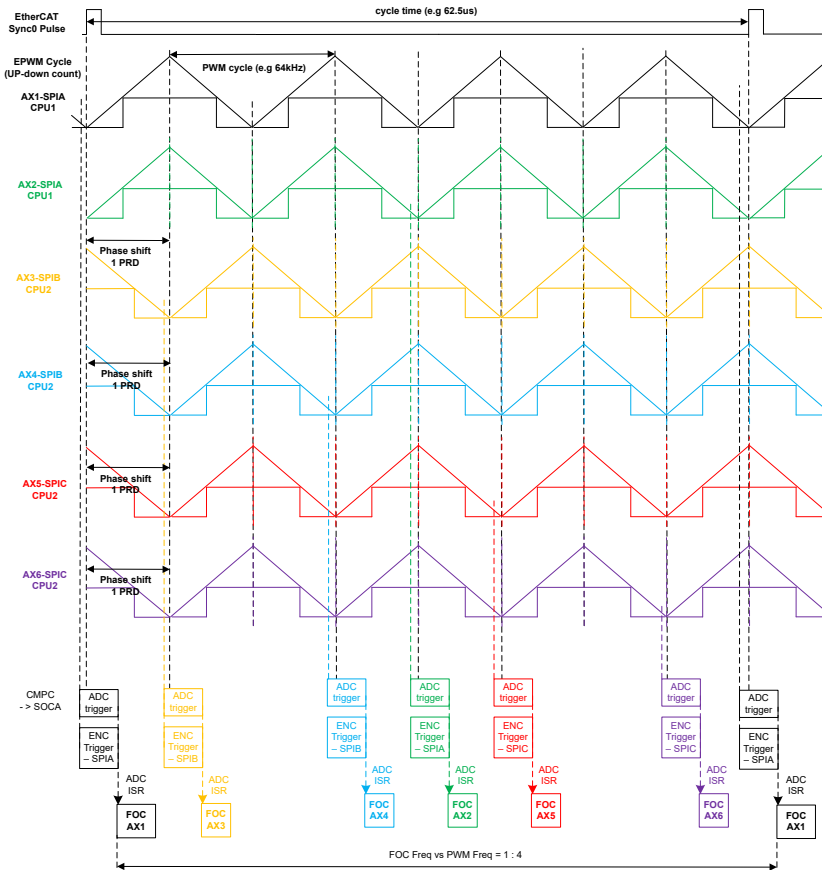 EtherCAT
Sync0 Pulse
cycle time (e.g 62.5us)
EPWM Cycle
(UP-down count)
PWM cycle (e.g 64kHz)
AX1-SPIA
CPU1
AX2-SPIA
CPU1
Phase shift
1 PRD
AX3-SPIB
CPU2
Phase shift
1 PRD
AX4-SPIB
CPU2
Phase shift
1 PRD
AX5-SPIC
CPU2
Phase shift
1 PRD
AX6-SPIC
CPU2
CMPC
- > SOCA
ADC
trigger
ENC
Trigger
– SPIA
ADC
ISR
FOC
AX1
ADC
trigger
ENC
Trigger
– SPIB
ADC
ISR
FOC
AX3
ADC
trigger
ENC
Trigger
– SPIB
ADC
ISR
FOC
AX4
ADC
trigger
ENC
Trigger
– SPIA
ADC
ISR
FOC
AX2
ADC
trigger
ENC
Trigger
– SPIC
ADC
ISR
FOC
AX5
ADC
trigger
ENC
Trigger
– SPIC
ADC
ISR
FOC
AX6
ADC
trigger
ENC
Trigger
– SPIA
ADC
ISR
FOC
AX1
FOC Freq vs PWM Freq = 1 : 4